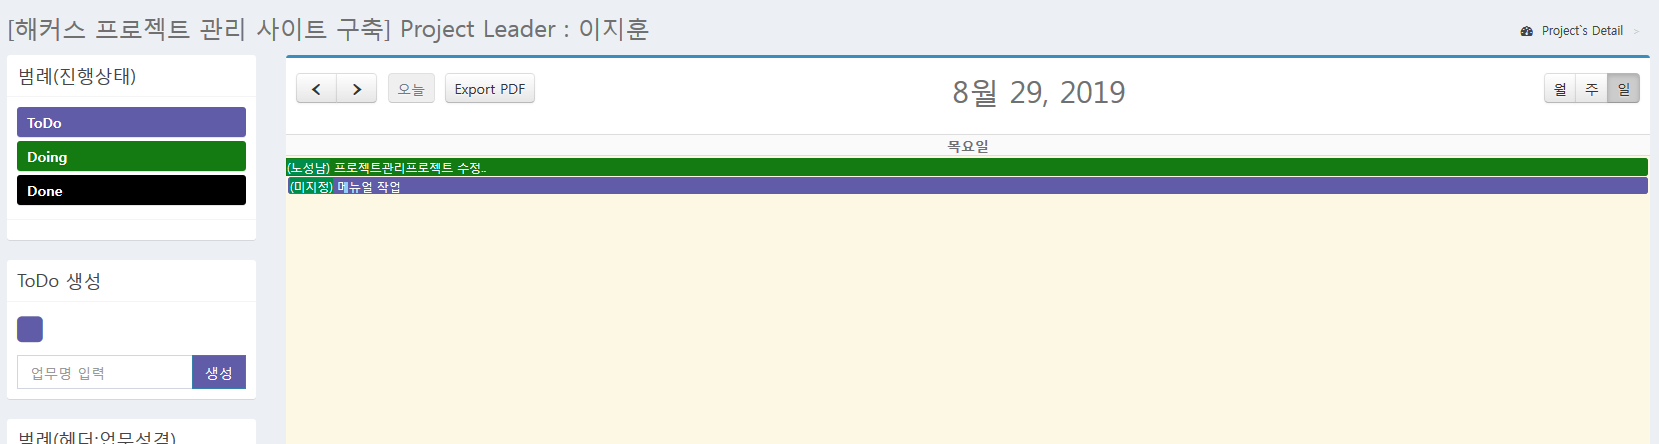 [해커스 프로젝트 관리 사이트 구축] Project Leader : 이지훈
Project`s Detail >
범례(진행상태)
ToDo
Doing
Done
ToDo 생성
업무명 입력 생성
범례(헤더:업무성격)
오늘 Export PDF
8월 29, 2019
월 주 일
목요일
(노성남) 프로젝트관리프로젝트 수정..
(미지정) 메뉴얼 작업